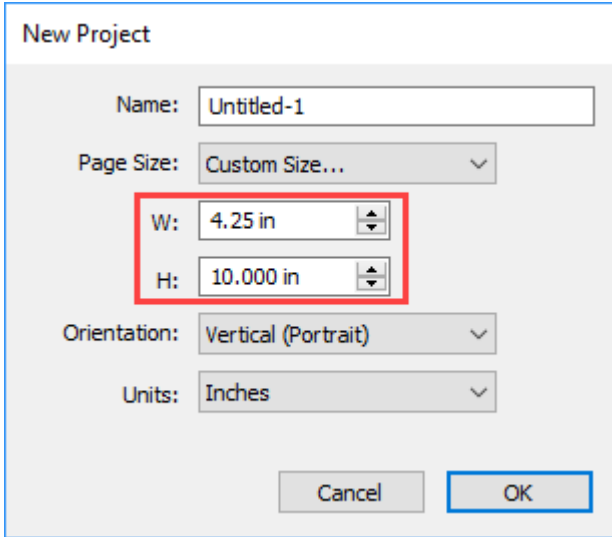 New Project
Name: Untitled-1
Page Size: Custom Size...
W: 4.25 in
H: 10.000 in
Orientation: Vertical (Portrait)
Units: Inches
Cancel OK